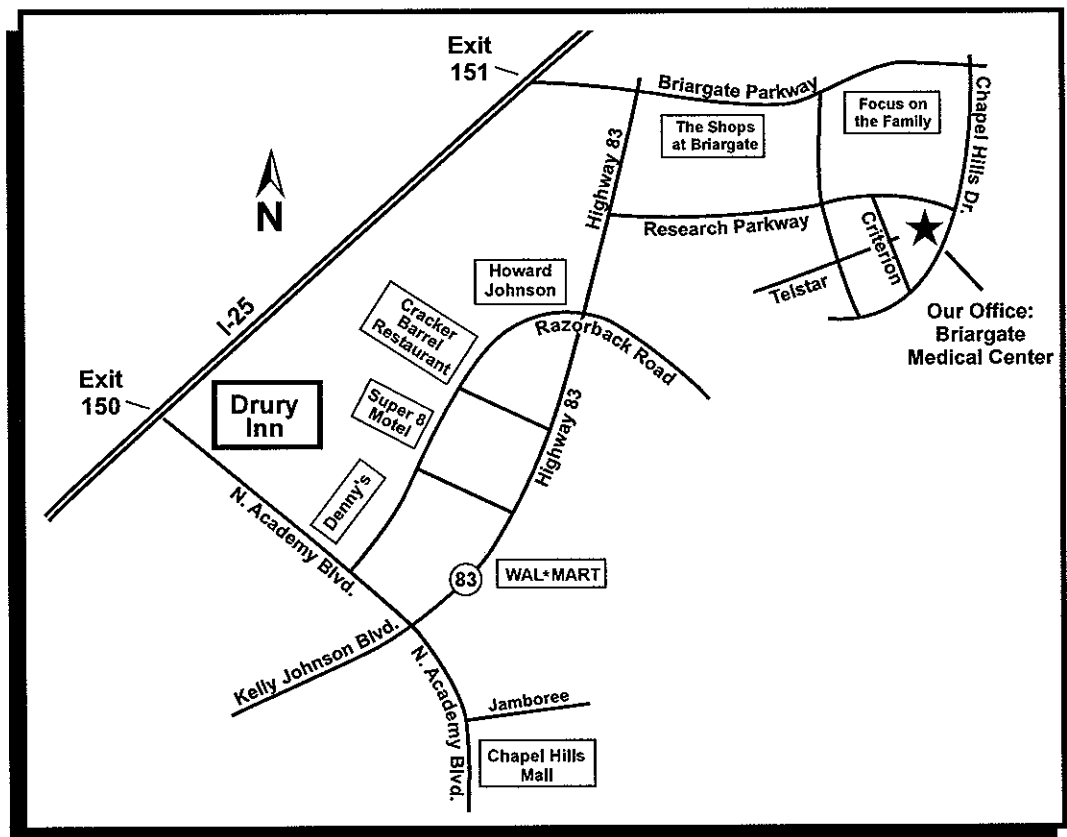 Exit
151
Briargate Parkway
Chapel Hills Dr.
Focus on
the Family
The Shops
at Briargate
Highway 83
N
Research Parkway
Criterion
Telstar
Howard
Johnson
Our Office:
Briargate
Medical Center
I-25
Cracker
Barrel
Restaurant
Razorback Road
Exit
150
Drury
Inn
Super 8
Motel
Highway 83
Denny's
N. Academy Blvd.
83
WAL★MART
Kelly Johnson Blvd.
N. Academy Blvd.
Jamboree
Chapel Hills
Mall